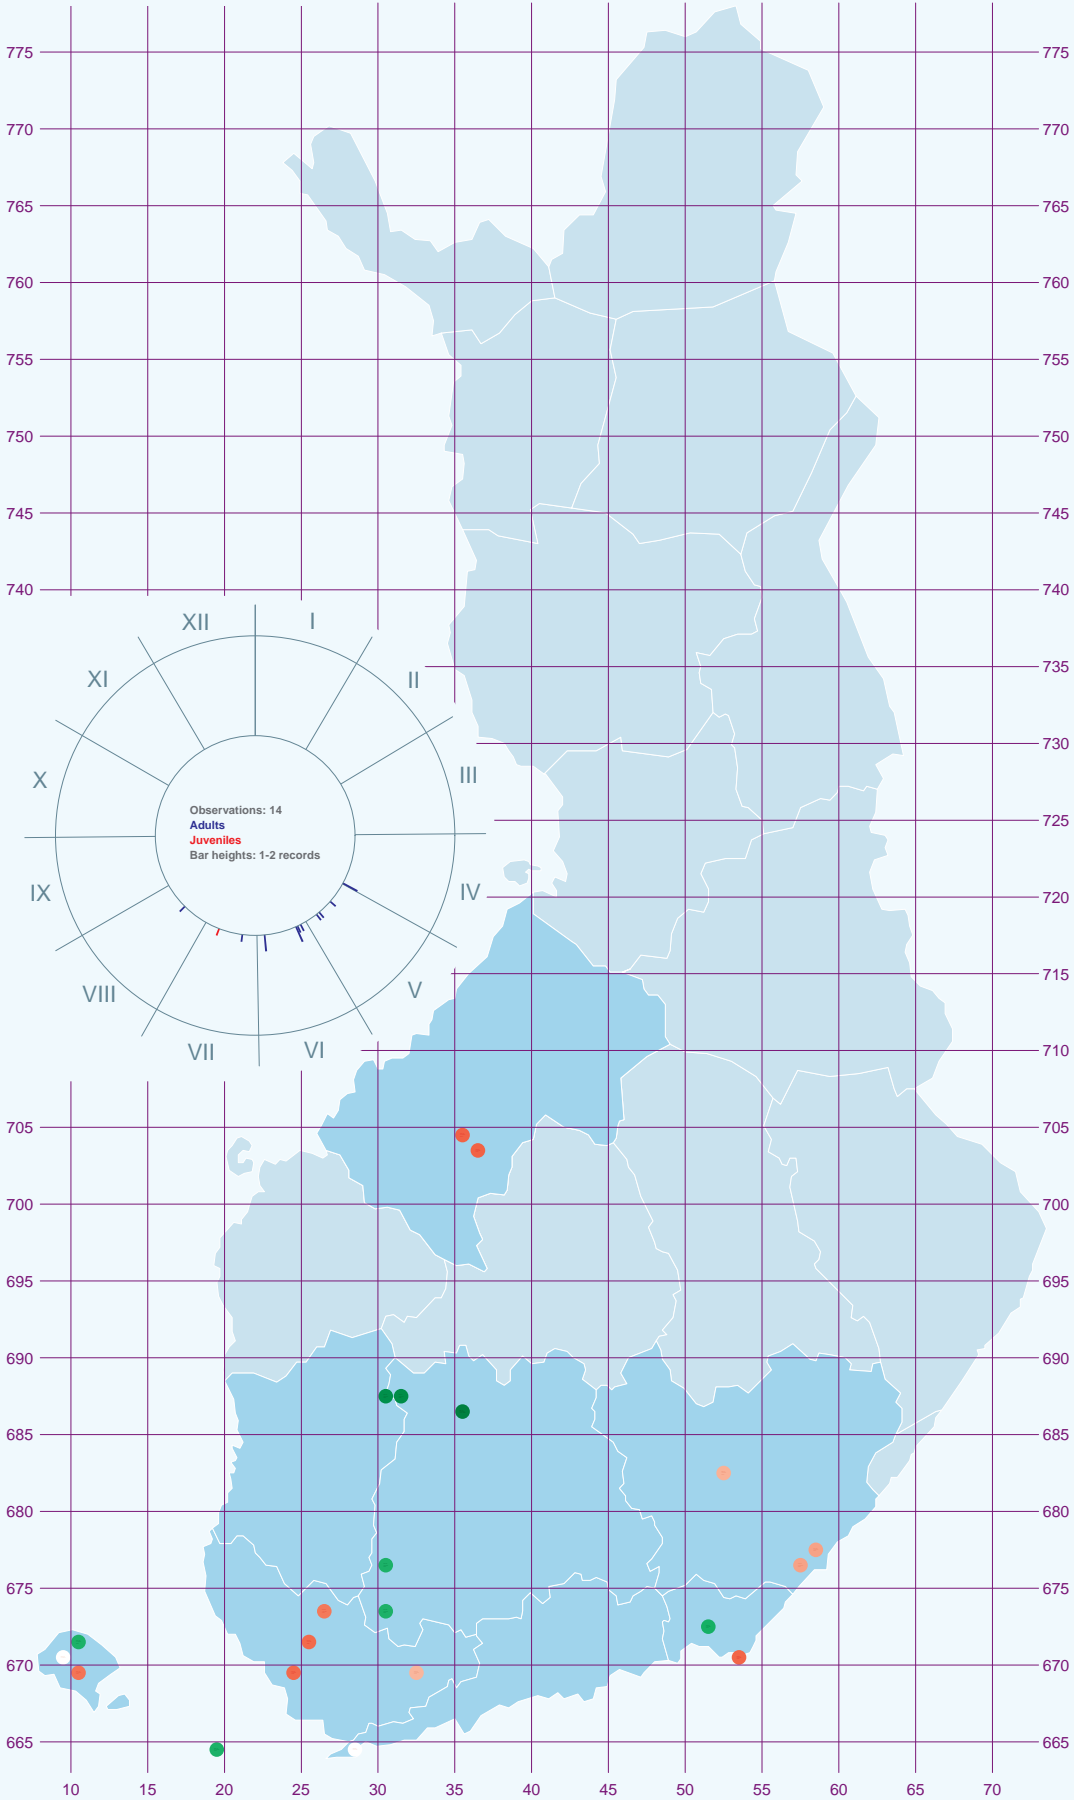 775 775
770 770
765 765
760 760
755 755
750 750
745 745
740 740
XII I
735
XI II
730
X III
Observations: 14
Adults
725
Juveniles
Bar heights: 1-2 records
IX IV
720
VIII V
715
VII VI
710
705 705
700 700
695 695
690 690
685 685
680 680
675 675
670 670
665 665
10 15 20 25 30 35 40 45 50 55 60 65 70